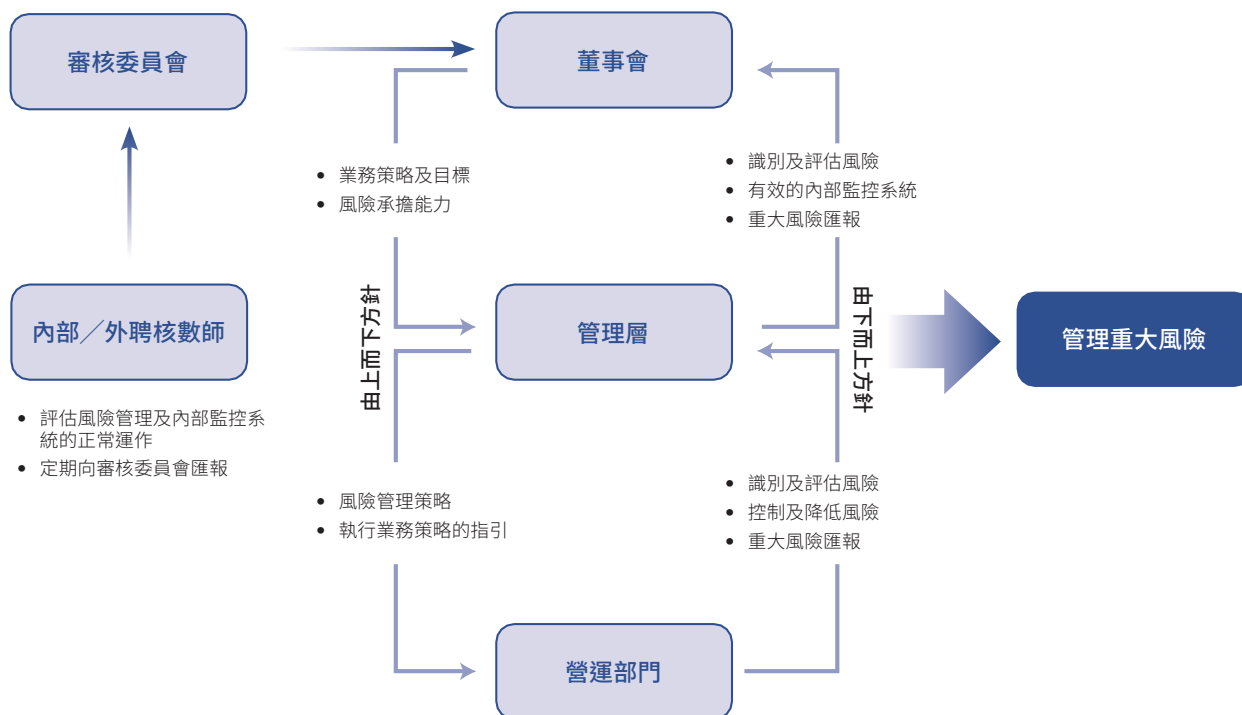 審核委員會
董事會
• 業務策略及目標
• 風險承擔能力
• 識別及評估風險
• 有效的內部監控系統
• 重大風險匯報
內部／外聘核數師
• 評估風險管理及內部監控系
統的正常運作
• 定期向審核委員會匯報
由上而下方針
管理層
由下而上方針
管理重大風險
• 風險管理策略
• 執行業務策略的指引
• 識別及評估風險
• 控制及降低風險
• 重大風險匯報
營運部門